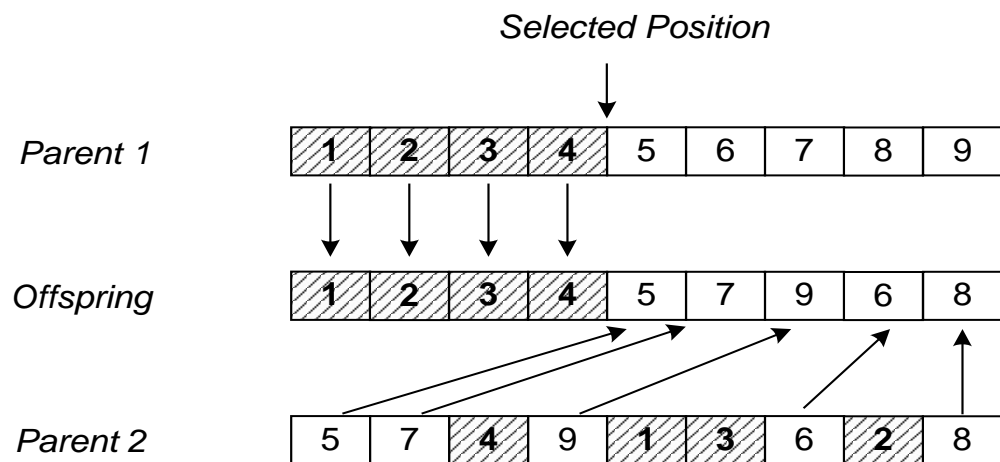 Selected Position
Parent 1 1 2 3 4 5 6 7 8 9
Offspring 1 2 3 4 5 7 9 6 8
Parent 2 5 7 4 9 1 3 6 2 8